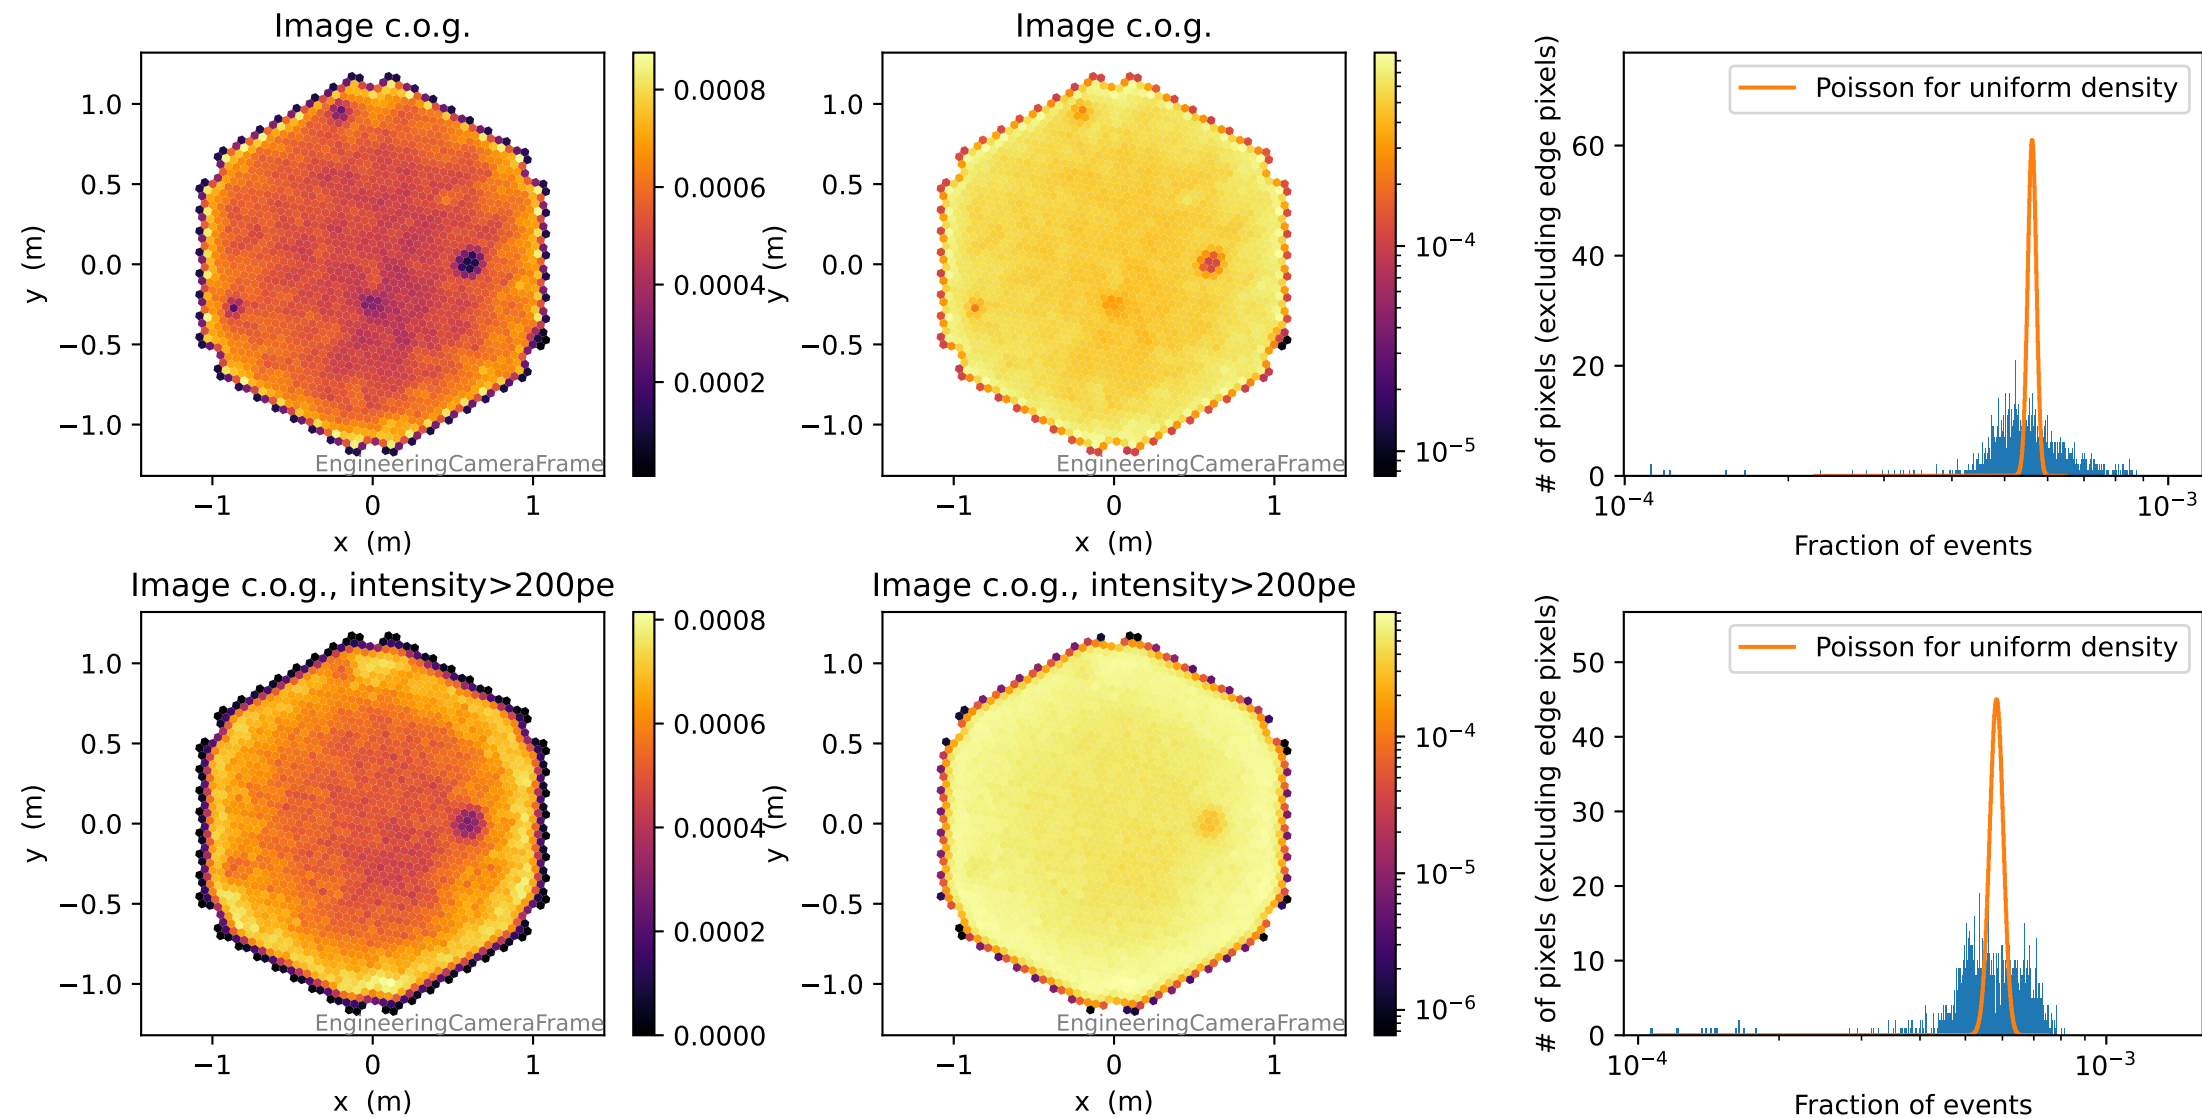 Image c.o.g.
1.0
0.5
0.0
−0.5
−1.0
y (m)
−1
0
1
x (m)
EngineeringCameraFrame
0.0008
0.0006
0.0004
0.0002
Image c.o.g.
1.0
0.5
0.0
−0.5
−1.0
y (m)
−1
0
1
x (m)
EngineeringCameraFrame
10⁻⁴
10⁻⁵
Poisson for uniform density
# of pixels (excluding edge pixels)
60
40
20
0
10⁻⁴
10⁻³
Fraction of events
Image c.o.g., intensity>200pe
1.0
0.5
0.0
−0.5
−1.0
y (m)
−1
0
1
x (m)
EngineeringCameraFrame
0.0008
0.0006
0.0004
0.0002
0.0000
Image c.o.g., intensity>200pe
1.0
0.5
0.0
−0.5
−1.0
y (m)
−1
0
1
x (m)
EngineeringCameraFrame
10⁻⁴
10⁻⁵
10⁻⁶
Poisson for uniform density
# of pixels (excluding edge pixels)
50
40
30
20
10
0
10⁻⁴
10⁻³
Fraction of events